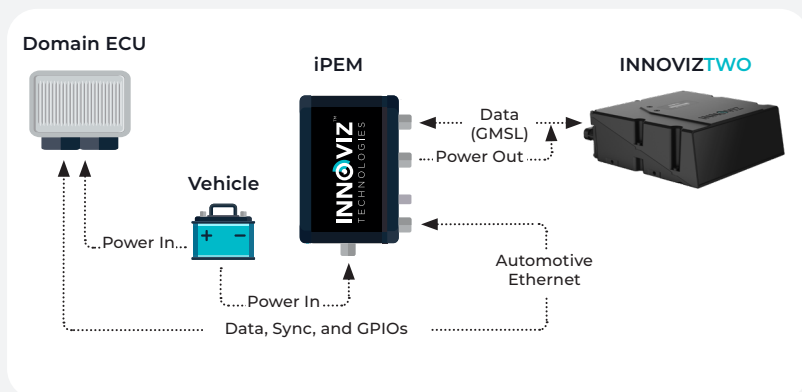 Domain ECU
iPEM
INNOVIZTWO
INNOVIZ™
TECHNOLOGIES
Data
(GMSL)
Power Out
Vehicle
+ −
Power In
Automotive
Ethernet
Power In
Data, Sync, and GPIOs